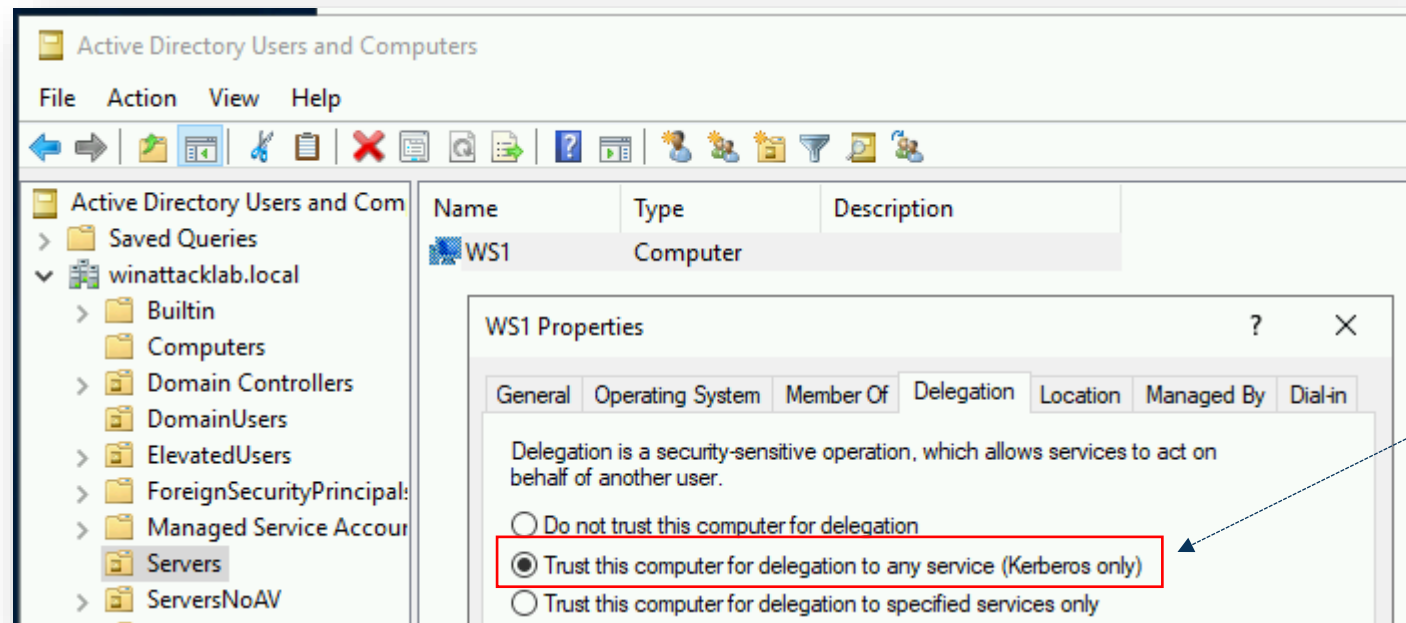 Active Directory Users and Computers
File Action View Help
Active Directory Users and Com
Name Type Description
Saved Queries
WS1 Computer
winattacklab.local
Builtin
WS1 Properties ? X
Computers
Domain Controllers
General Operating System Member Of Delegation Location Managed By Dial-in
DomainUsers
ElevatedUsers
Delegation is a security-sensitive operation, which allows services to act on
behalf of another user.
ForeignSecurityPrincipals
Managed Service Accour
Do not trust this computer for delegation
Servers
Trust this computer for delegation to any service (Kerberos only)
ServersNoAV
Trust this computer for delegation to specified services only